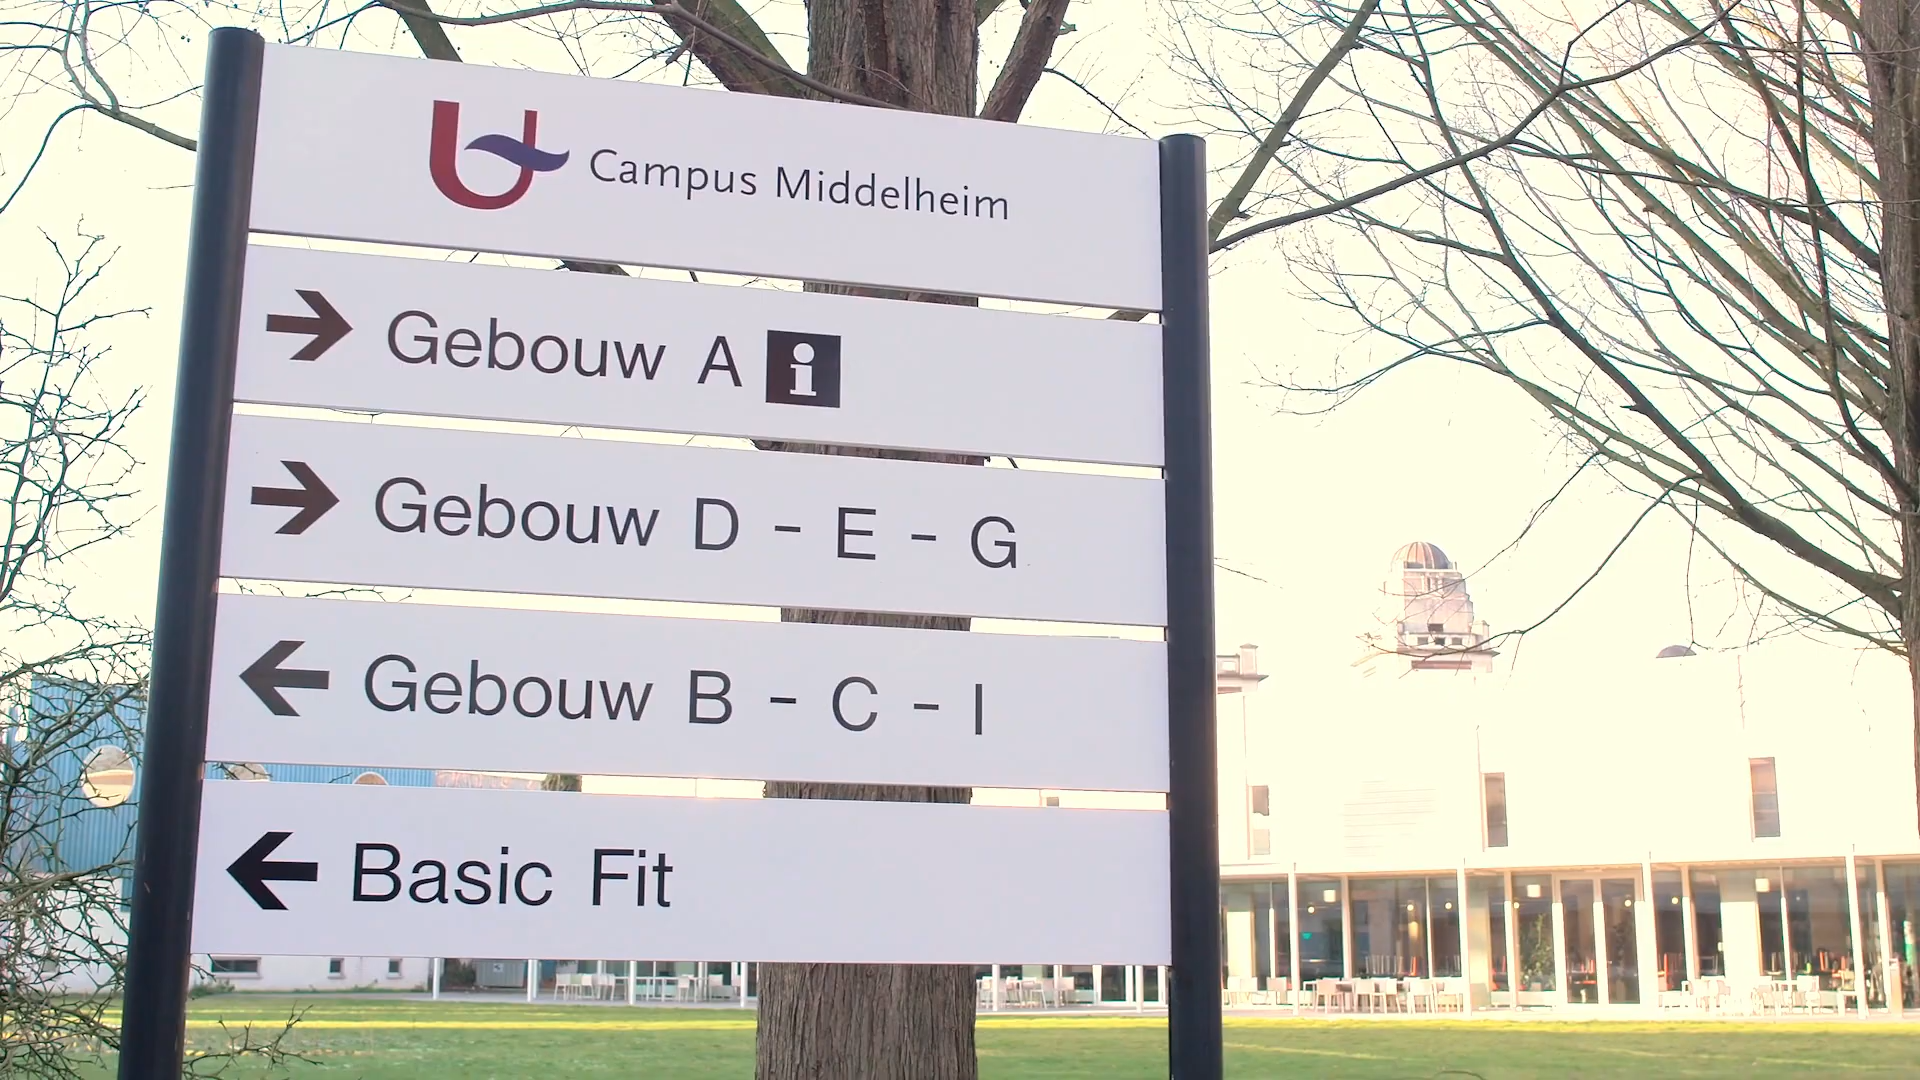 Campus Middelheim
→ Gebouw A i
→ Gebouw D - E - G
← Gebouw B - C - I
← Basic Fit